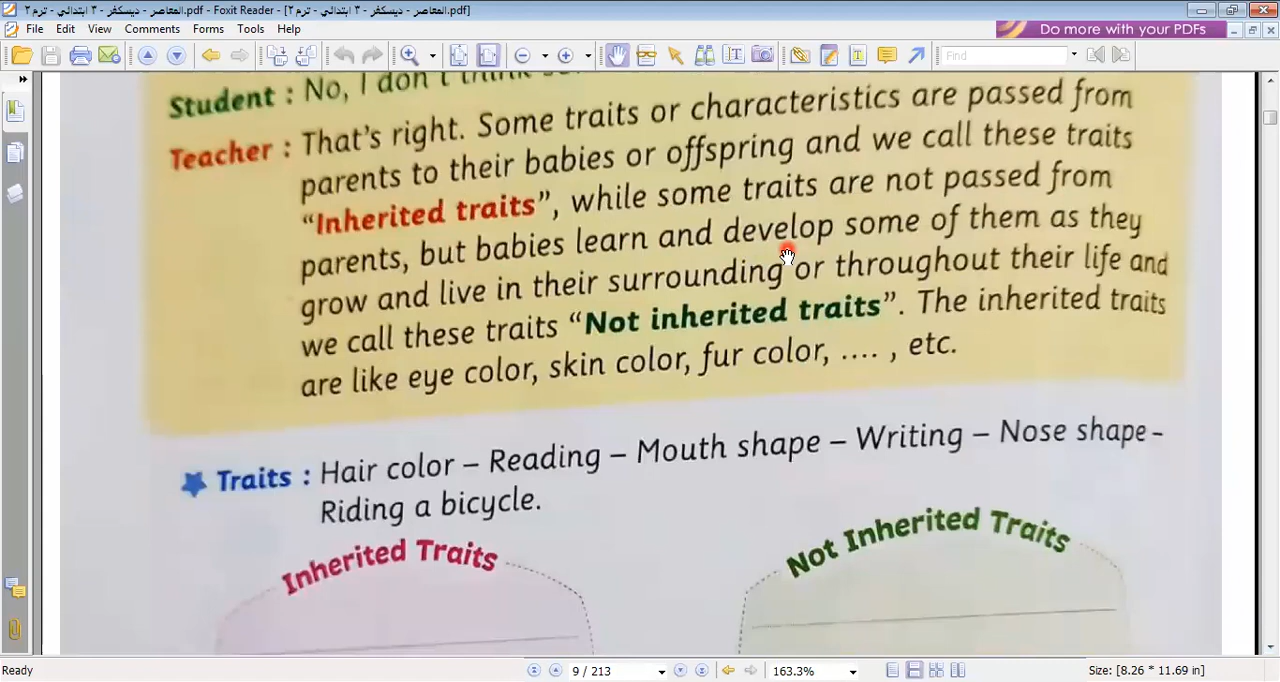 المعاصر - ديسكفر - ٣ ابتدائي - ترم ٢.pdf - Foxit Reader - [المعاصر - ديسكفر - ٣ ابتدائي - ترم٢.pdf]
File Edit View Comments Forms Tools Help
Do more with your PDFs
Find
Student : No, I don't think
Teacher : That's right. Some traits or characteristics are passed from
parents to their babies or offspring and we call these traits
“Inherited traits”, while some traits are not passed from
parents, but babies learn and develop some of them as they
grow and live in their surrounding or throughout their life and
we call these traits “Not inherited traits”. The inherited traits
are like eye color, skin color, fur color, .... , etc.
Traits : Hair color – Reading – Mouth shape – Writing – Nose shape -
Riding a bicycle.
Inherited Traits
Not Inherited Traits
Ready
9 / 213
163.3%
Size: [8.26 * 11.69 in]